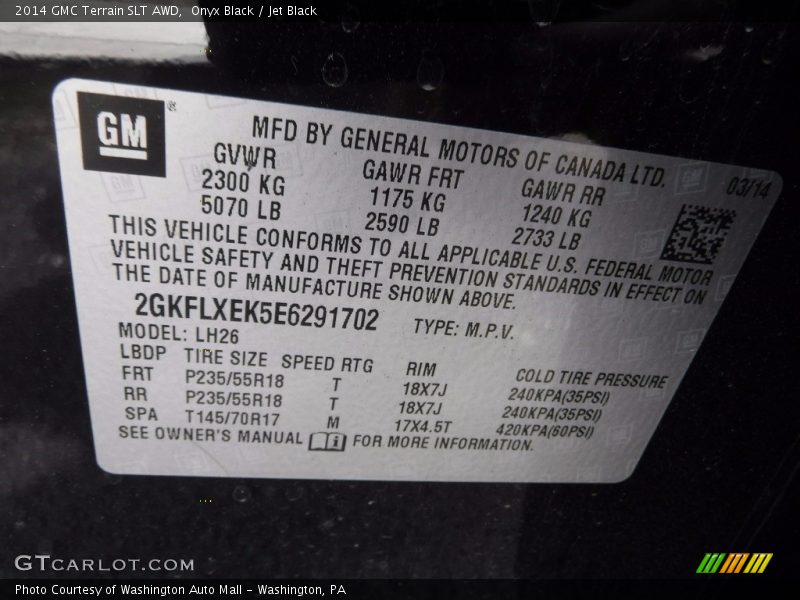 2014 GMC Terrain SLT AWD,  Onyx Black / Jet Black
GM ®
MFD BY GENERAL MOTORS OF CANADA LTD.
03/14
GVWR GAWR FRT GAWR RR
2300 KG 1175 KG 1240 KG
5070 LB 2590 LB 2733 LB
THIS VEHICLE CONFORMS TO ALL APPLICABLE U.S. FEDERAL MOTOR
VEHICLE SAFETY AND THEFT PREVENTION STANDARDS IN EFFECT ON
THE DATE OF MANUFACTURE SHOWN ABOVE.
2GKFLXEK5E6291702 TYPE: M.P.V.
MODEL: LH26
LBDP TIRE SIZE SPEED RTG RIM COLD TIRE PRESSURE
FRT P235/55R18 T 18X7J 240KPA(35PSI)
RR P235/55R18 T 18X7J 240KPA(35PSI)
SPA T145/70R17 M 17X4.5T 420KPA(60PSI)
SEE OWNER'S MANUAL i FOR MORE INFORMATION.
GTCARLOT.COM
Photo Courtesy of Washington Auto Mall - Washington, PA